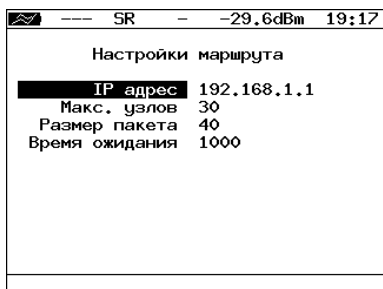 --- SR - -29.6dBm 19:17
Настройки маршрута
IP адрес 192.168.1.1
Макс. узлов 30
Размер пакета 40
Время ожидания 1000